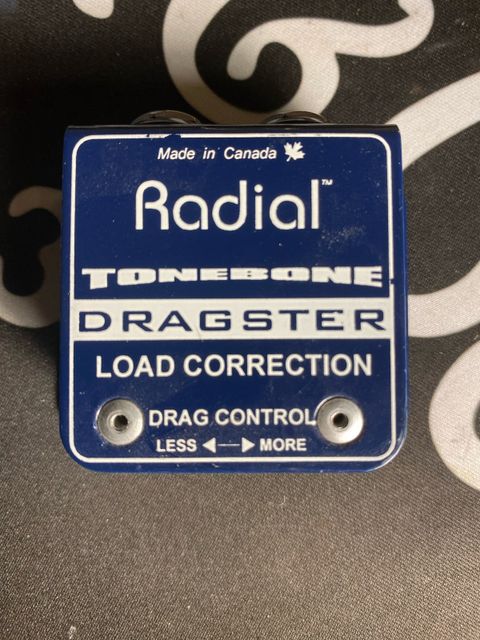 Made in Canada
Radial™
TONEBONE
DRAGSTER
LOAD CORRECTION
DRAG CONTROL
LESS ◄—► MORE